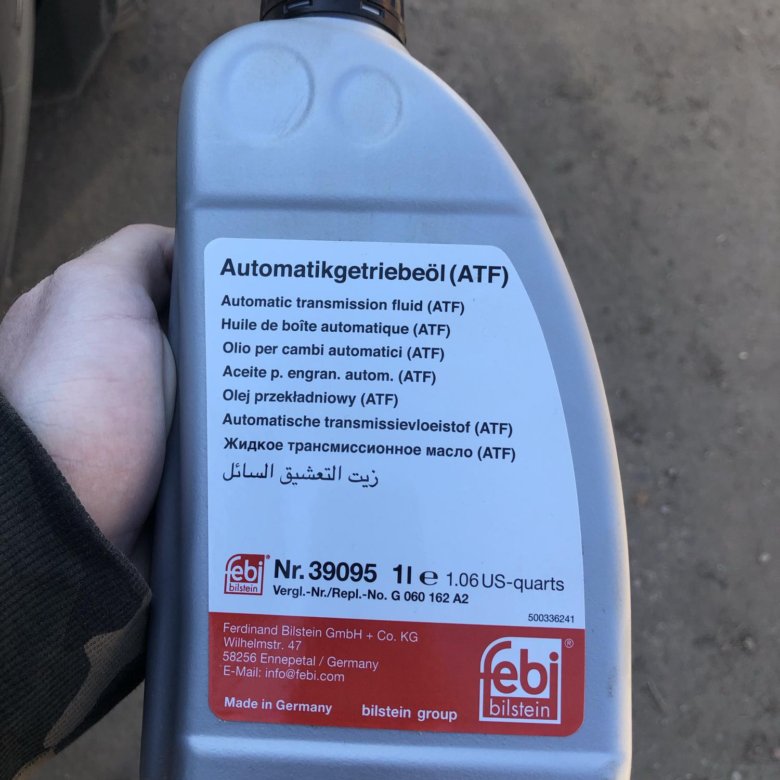 Automatikgetriebeöl (ATF)
Automatic transmission fluid (ATF)
Huile de boîte automatique (ATF)
Olio per cambi automatici (ATF)
Aceite p. engran. autom. (ATF)
Olej przekładniowy (ATF)
Automatische transmissievloeistof (ATF)
Жидкое трансмиссионное масло (ATF)
زيت التعشيق السائل
febi®
bilstein
Nr. 39095 1l e 1.06 US-quarts
Vergl.-Nr./Repl.-No. G 060 162 A2
500336241
Ferdinand Bilstein GmbH + Co. KG
Wilhelmstr. 47
58256 Ennepetal / Germany
E-Mail: info@febi.com
Made in Germany bilstein group
febi®
bilstein